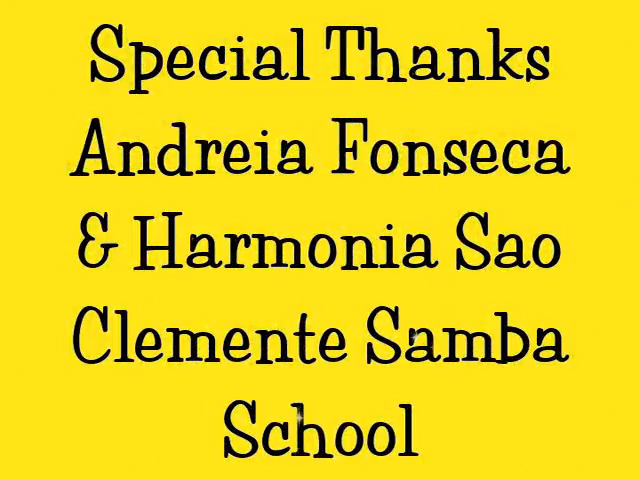 Special Thanks
Andreia Fonseca
& Harmonia Sao
Clemente Samba
School